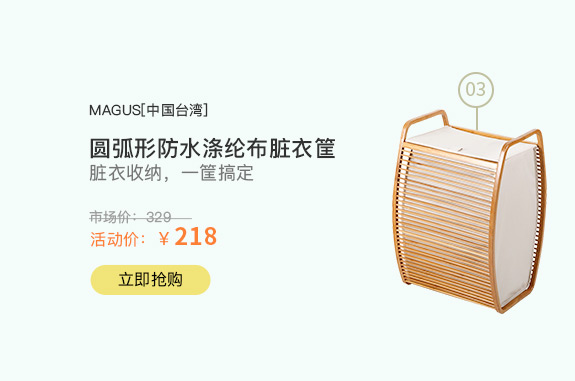 03
MAGUS[中国台湾]
圆弧形防水涤纶布脏衣筐
脏衣收纳，一筐搞定
市场价：329
活动价：￥218
立即抢购